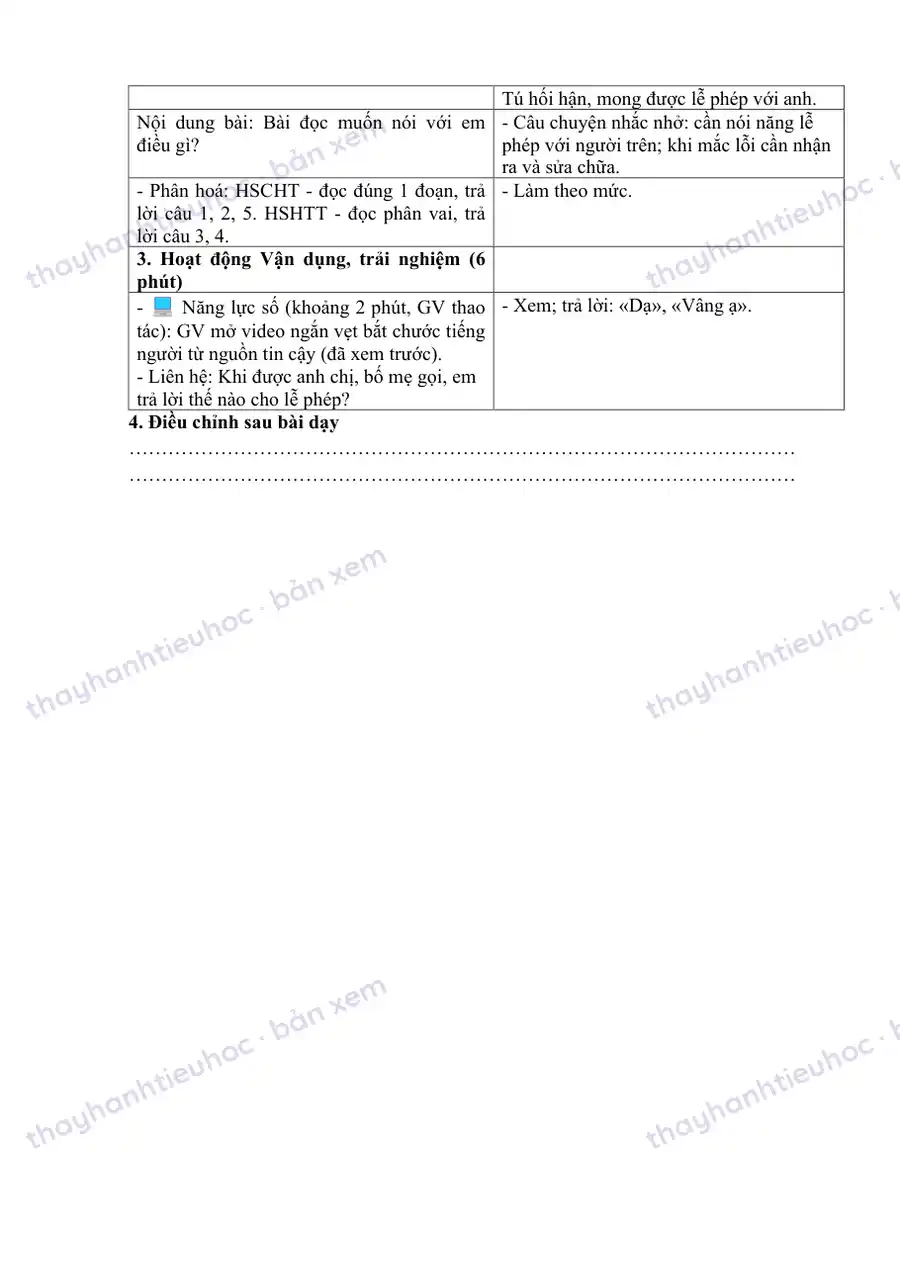 Tú hối hận, mong được lễ phép với anh.
Nội dung bài: Bài đọc muốn nói với em
điều gì?
- Câu chuyện nhắc nhở: cần nói năng lễ
phép với người trên; khi mắc lỗi cần nhận
ra và sửa chữa.
- Phân hoá: HSCHT - đọc đúng 1 đoạn, trả
lời câu 1, 2, 5. HSHTT - đọc phân vai, trả
lời câu 3, 4.
- Làm theo mức.
3. Hoạt động Vận dụng, trải nghiệm (6
phút)
- Năng lực số (khoảng 2 phút, GV thao
tác): GV mở video ngắn vẹt bắt chước tiếng
người từ nguồn tin cậy (đã xem trước).
- Liên hệ: Khi được anh chị, bố mẹ gọi, em
trả lời thế nào cho lễ phép?
- Xem; trả lời: «Dạ», «Vâng ạ».
4. Điều chỉnh sau bài dạy
thayhanhtieuhoc · bản xem
thayhanhtieuhoc · b
thayhanhtieuhoc · bản xem
thayhanhtieuhoc · b
thayhanhtieuhoc · bản xem
thayhanhtieuhoc · b